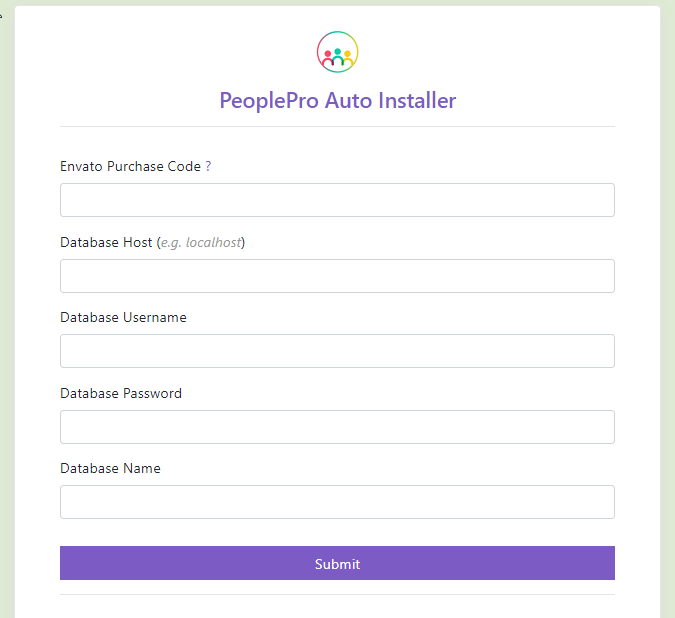 PeoplePro Auto Installer
Envato Purchase Code ?
Database Host (e.g. localhost)
Database Username
Database Password
Database Name
Submit